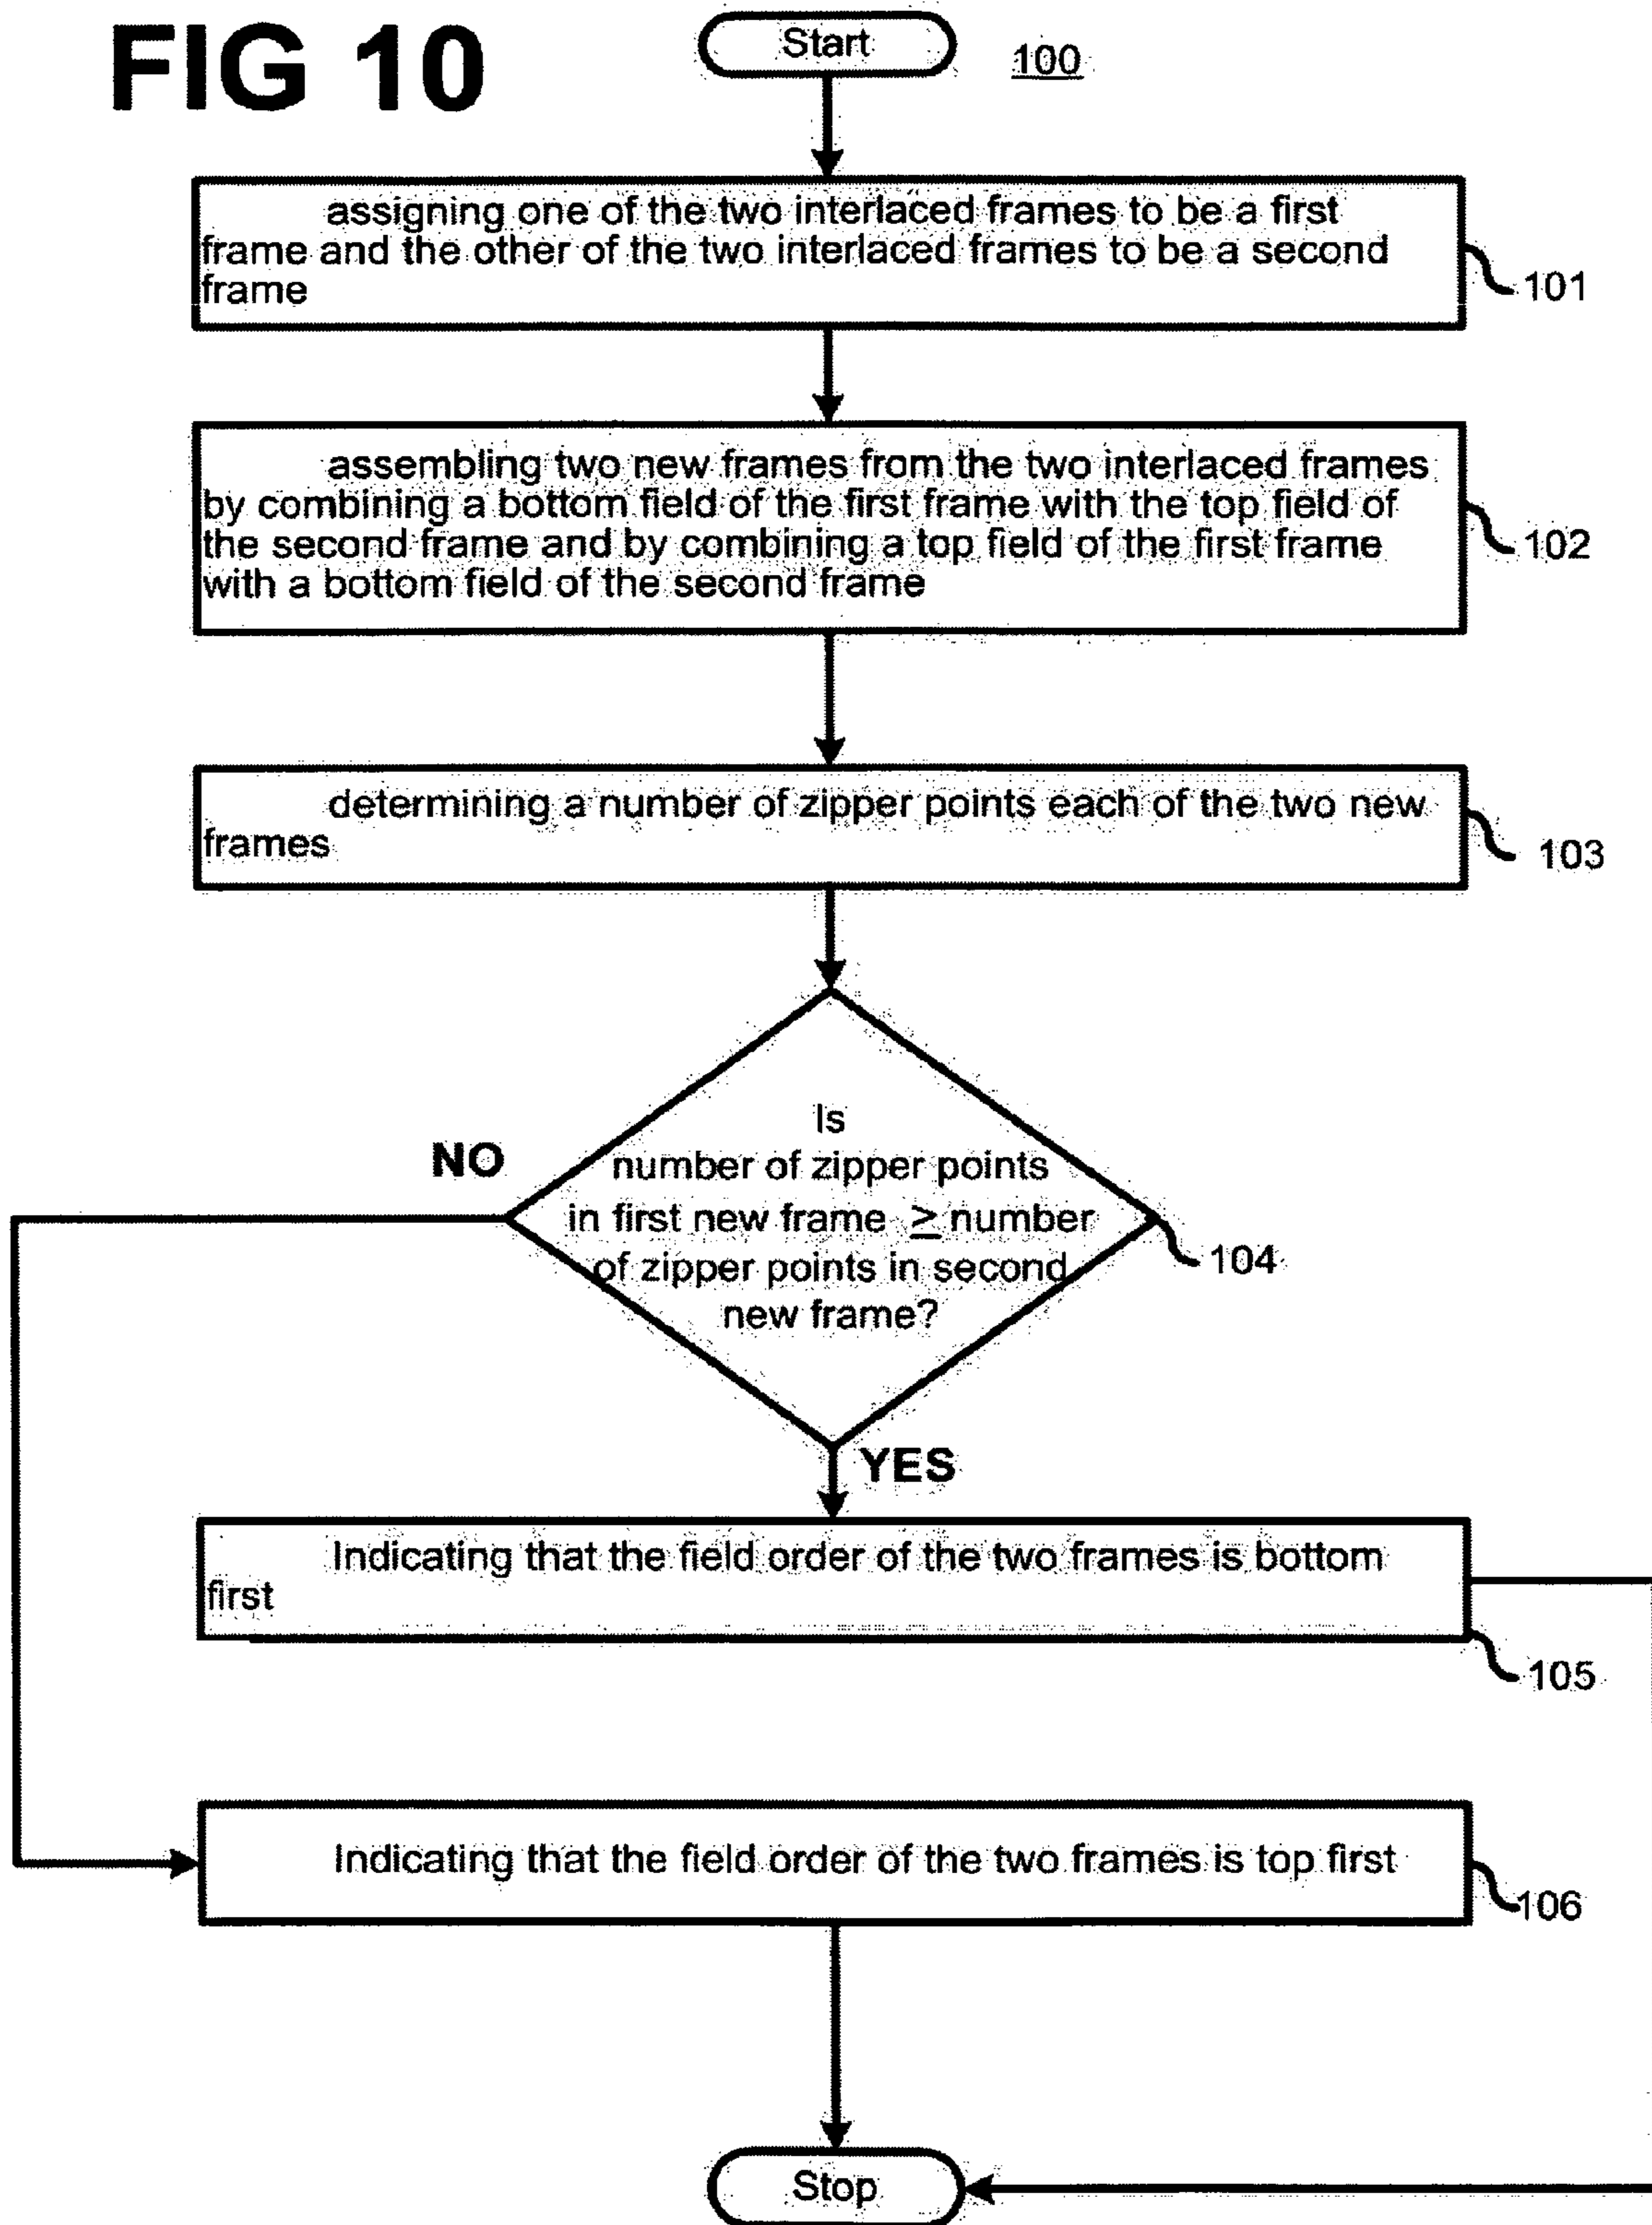 FIG 10
Start
100
assigning one of the two interlaced frames to be a first
frame and the other of the two interlaced frames to be a second
frame
101
assembling two new frames from the two interlaced frames
by combining a bottom field of the first frame with the top field of
the second frame and by combining a top field of the first frame
with a bottom field of the second frame
102
determining a number of zipper points each of the two new
frames
103
Is
number of zipper points
in first new frame ≥ number
of zipper points in second
new frame?
NO
104
YES
Indicating that the field order of the two frames is bottom
first
105
Indicating that the field order of the two frames is top first
106
Stop